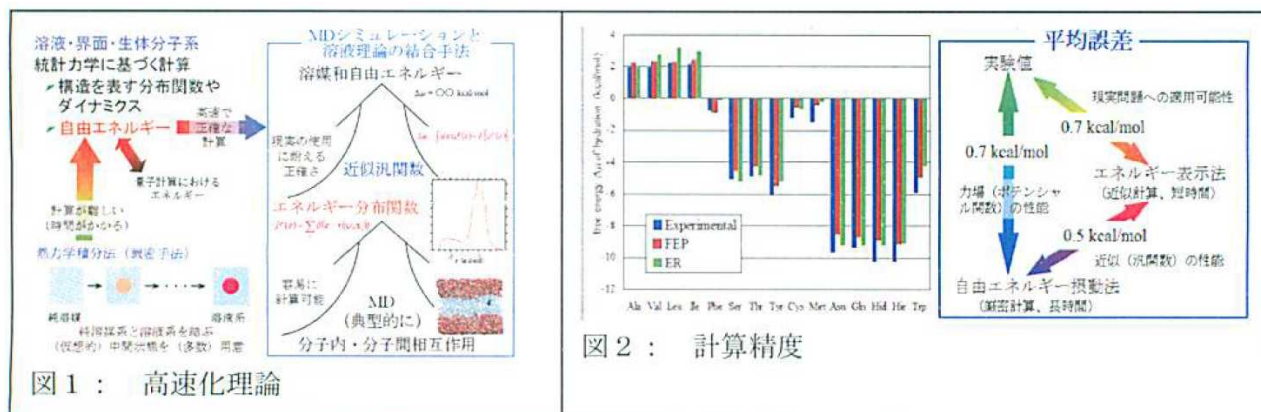 溶液・界面・生体分子系
統計力学に基づく計算
構造を表す分布関数や
ダイナミクス
自由エネルギー
高速で
正確な
計算
量子計算における
エネルギー
計算が難しい
(時間がかかる)
熱力学積分法（厳密手法）
純溶媒
溶液系
純溶媒系と溶液系を結ぶ
(仮想的) 中間状態を (多数) 用意
MDシミュレーションと
溶液理論の結合手法
溶媒和自由エネルギー
Δμ = ○○ kcal/mol
現実の使用
に耐える
正確さ
近似汎関数
エネルギー分布関数
容易に
計算可能
MD
(典型的に)
分子内・分子間相互作用
図1： 高速化理論
Free energy Δμ of hydration (kcal/mol)
4
2
0
-2
-4
-6
-8
-10
-12
Experimental
FEP
ER
Ala Val Leu Ile Phe Ser Thr Tyr Cys Met Asn Gln Hid Hie Trp
平均誤差
実験値
現実問題への適用可能性
0.7 kcal/mol
0.7 kcal/mol
エネルギー表示法
(近似計算、短時間)
力場（ポテンシャ
ル関数）の性能
0.5 kcal/mol
近似（汎関数）の性能
自由エネルギー摂動法
(厳密計算、長時間)
図2： 計算精度